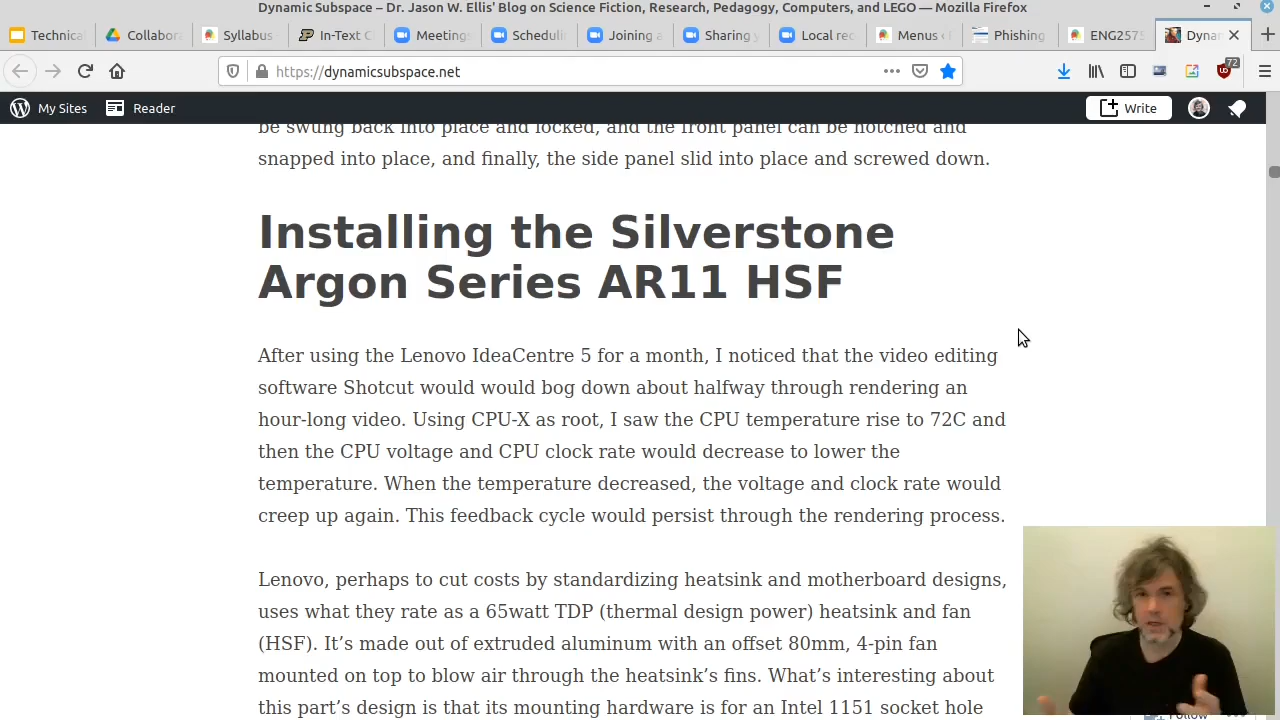 Dynamic Subspace – Dr. Jason W. Ellis' Blog on Science Fiction, Research, Pedagogy, Computers, and LEGO — Mozilla Firefox
Technica
Collabora
Syllabus
In-Text C
Meeting
Schedulin
Joining a
Sharing y
Local rec
Menus ‹
Phishing
ENG2575
Dynam
https://dynamicsubspace.net
72
My Sites
Reader
Write
be swung back into place and locked, and the front panel can be notched and
snapped into place, and finally, the side panel slid into place and screwed down.
Installing the Silverstone
Argon Series AR11 HSF
After using the Lenovo IdeaCentre 5 for a month, I noticed that the video editing
software Shotcut would would bog down about halfway through rendering an
hour-long video. Using CPU-X as root, I saw the CPU temperature rise to 72C and
then the CPU voltage and CPU clock rate would decrease to lower the
temperature. When the temperature decreased, the voltage and clock rate would
creep up again. This feedback cycle would persist through the rendering process.
Lenovo, perhaps to cut costs by standardizing heatsink and motherboard designs,
uses what they rate as a 65watt TDP (thermal design power) heatsink and fan
(HSF). It’s made out of extruded aluminum with an offset 80mm, 4-pin fan
mounted on top to blow air through the heatsink’s fins. What’s interesting about
this part’s design is that its mounting hardware is for an Intel 1151 socket hole
Follow